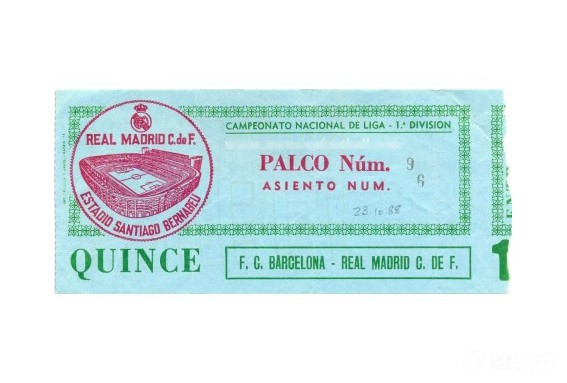 REAL MADRID C. de F.
ESTADIO SANTIAGO BERNABEU
CAMPEONATO NACIONAL DE LIGA - 1.ª DIVISION
PALCO Núm. 9
ASIENTO NUM. 6
23 10 88
QUINCE
F. C. BARCELONA - REAL MADRID C. DE F.
1